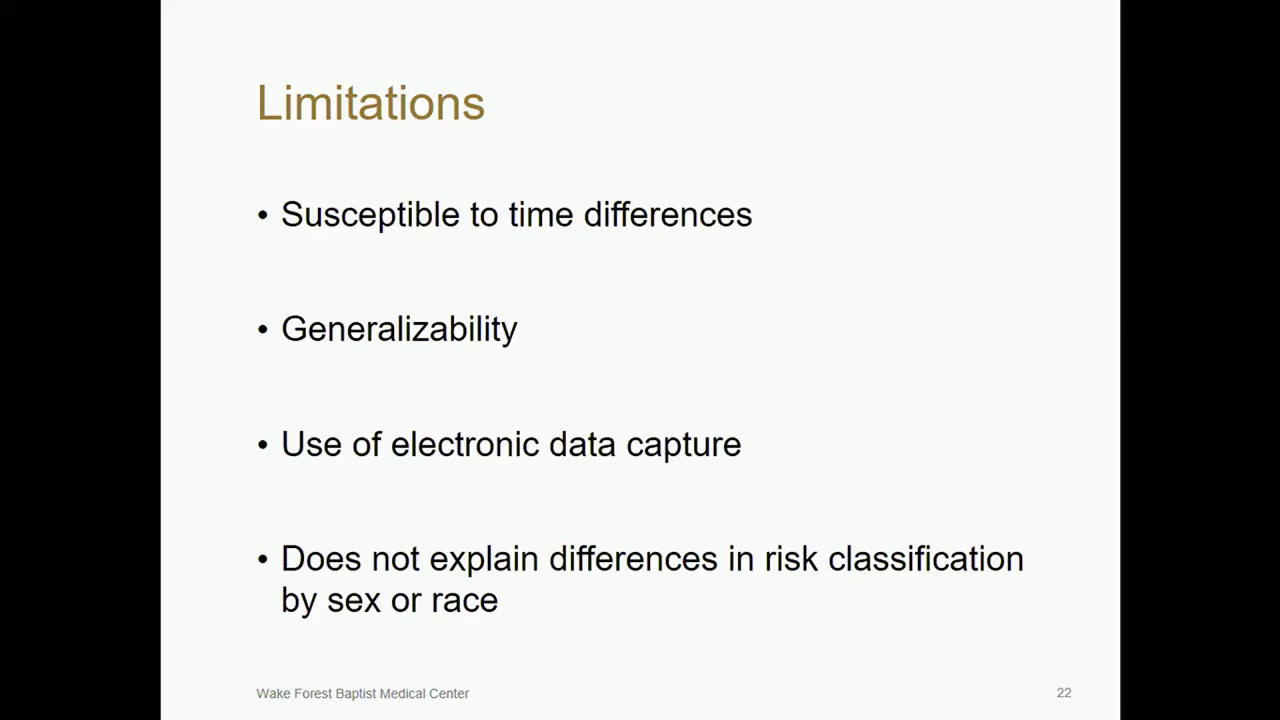 Limitations
• Susceptible to time differences
• Generalizability
• Use of electronic data capture
• Does not explain differences in risk classification
by sex or race
Wake Forest Baptist Medical Center
22